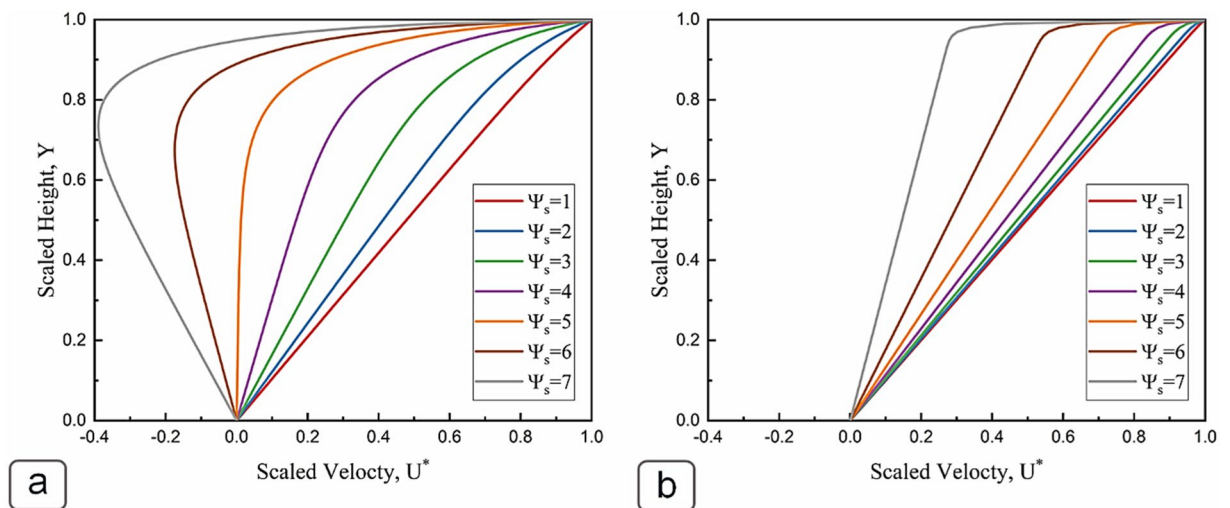 1.0
0.8
0.6
0.4
0.2
0.0
Scaled Height, Y
-0.4 -0.2 0.0 0.2 0.4 0.6 0.8 1.0
Scaled Velocty, U*
Ψs=1
Ψs=2
Ψs=3
Ψs=4
Ψs=5
Ψs=6
Ψs=7
a
1.0
0.8
0.6
0.4
0.2
0.0
Scaled Height, Y
-0.4 -0.2 0.0 0.2 0.4 0.6 0.8 1.0
Scaled Velocty, U*
Ψs=1
Ψs=2
Ψs=3
Ψs=4
Ψs=5
Ψs=6
Ψs=7
b